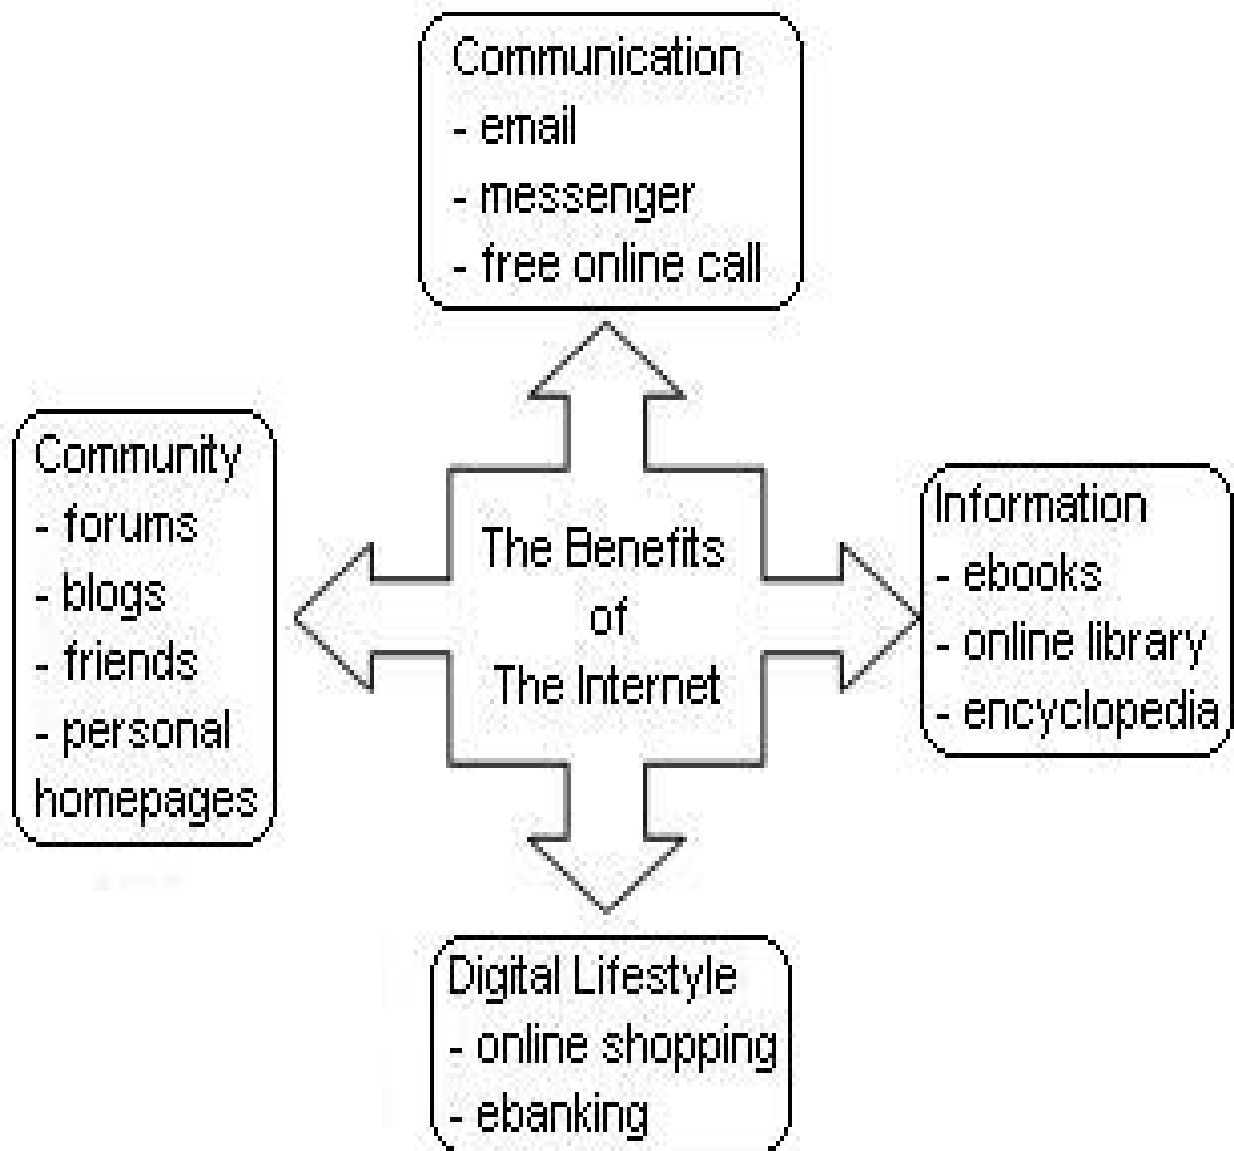 Communication
- email
- messenger
- free online call
Community
- forums
- blogs
- friends
- personal
homepages
The Benefits
of
The Internet
Information
- ebooks
- online library
- encyclopedia
Digital Lifestyle
- online shopping
- ebanking